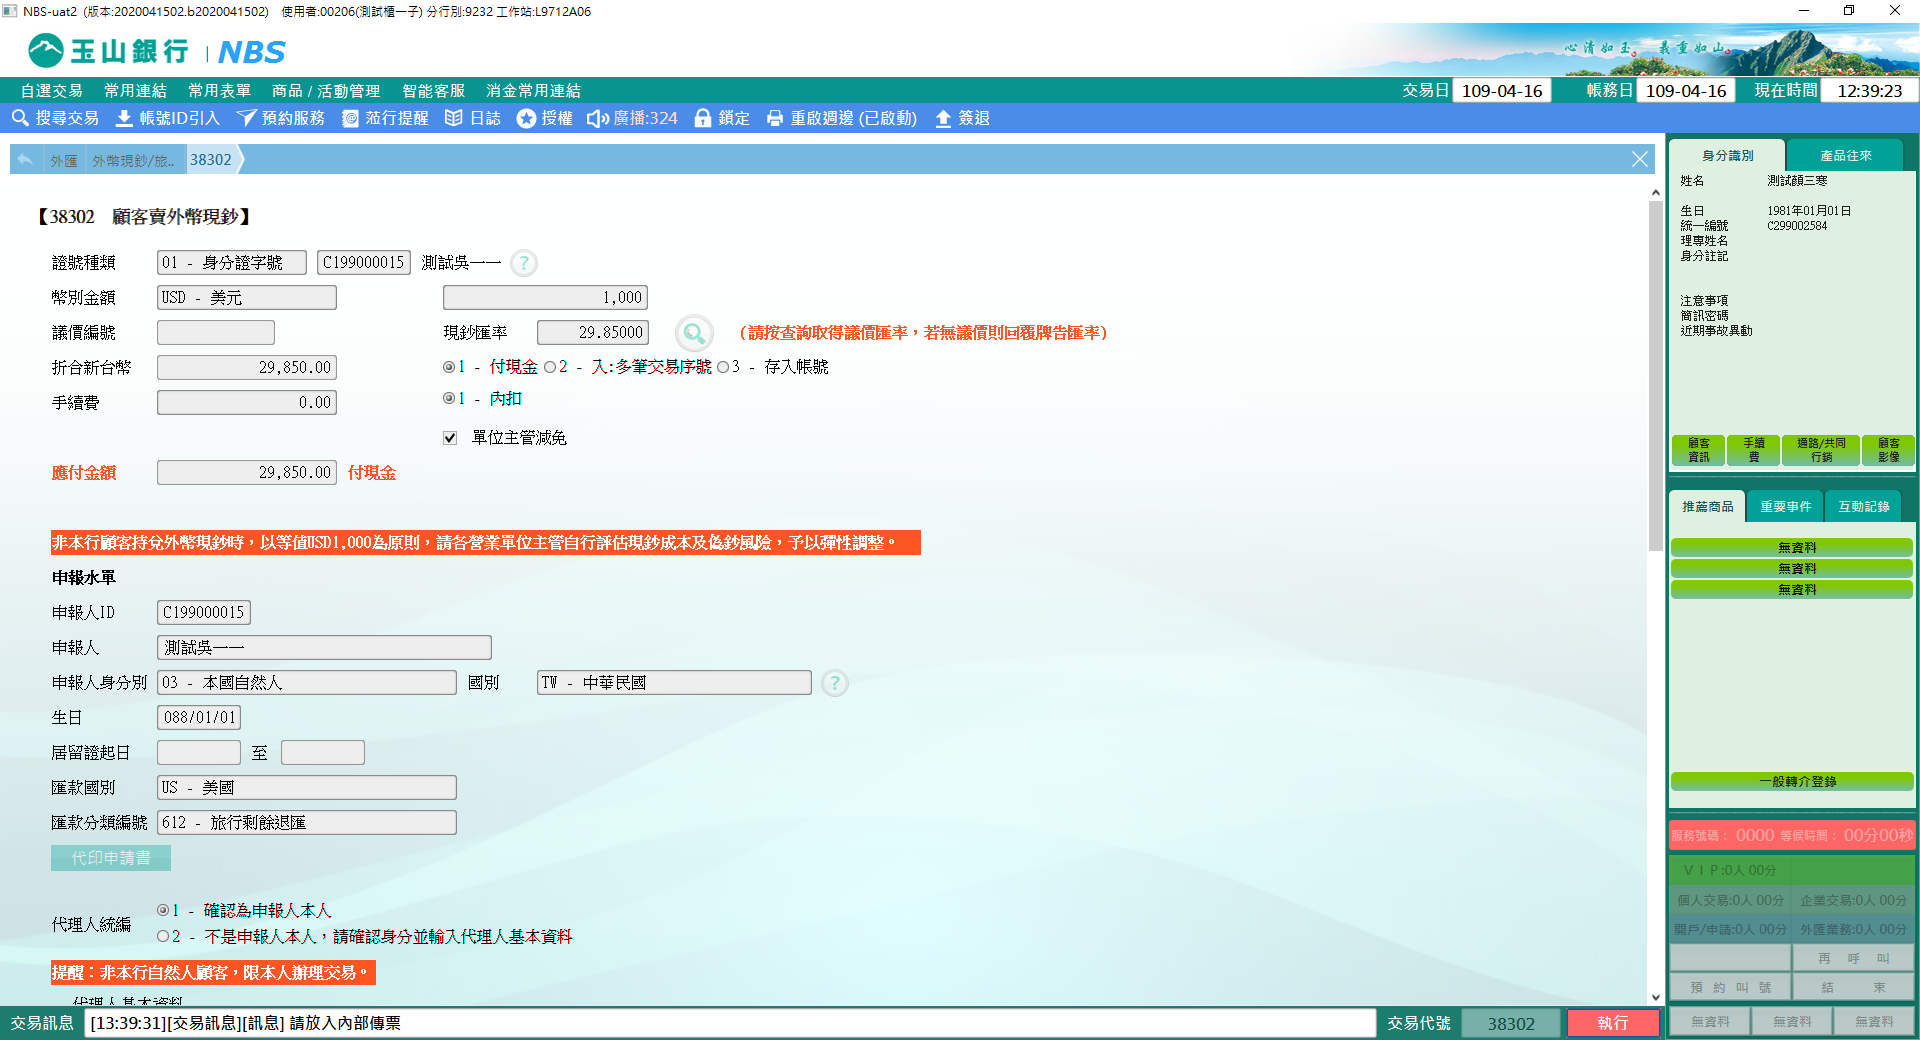 NBS-uat2 (版本:2020041502.b2020041502) 使用者:00206(測試櫃一子) 分行別:9232 工作站:L9712A06
玉山銀行 | NBS
心清如玉。 義重如山。
自選交易 常用連結 常用表單 商品 / 活動管理 智能客服 消金常用連結 交易日 109-04-16 帳務日 109-04-16 現在時間 12:39:23
搜尋交易 帳號ID引入 預約服務 蒞行提醒 日誌 授權 廣播:324 鎖定 重啟週邊 (已啟動) 簽退
外匯 外幣現鈔/旅.. 38302
【38302 顧客賣外幣現鈔】
證號種類 01 - 身分證字號 C199000015 測試吳一一 ?
幣別金額 USD - 美元 1,000
議價編號 現鈔匯率 29.85000 (請按查詢取得議價匯率，若無議價則回覆牌告匯率)
折合新台幣 29,850.00 1 - 付現金 2 - 入:多筆交易序號 3 - 存入帳號
手續費 0.00 1 - 內扣
單位主管減免
應付金額 29,850.00 付現金
非本行顧客持兌外幣現鈔時，以等值USD1,000為原則，請各營業單位主管自行評估現鈔成本及偽鈔風險，予以彈性調整。
申報水單
申報人ID C199000015
申報人 測試吳一一
申報人身分別 03 - 本國自然人 國別 TW - 中華民國 ?
生日 088/01/01
居留證起日 至
匯款國別 US - 美國
匯款分類編號 612 - 旅行剩餘退匯
代印申請書
代理人統編 1 - 確認為申報人本人
2 - 不是申報人本人，請確認身分並輸入代理人基本資料
提醒：非本行自然人顧客，限本人辦理交易。
代理人基本資料
交易訊息 [13:39:31][交易訊息][訊息] 請放入內部傳票 交易代號 38302 執行
身分識別 產品往來
姓名 測試顏三寒
生日 1981年01月01日
統一編號 C299002584
理專姓名
身分註記
注意事項
簡訊密碼
近期事故異動
顧客資訊 手續費 通路/共同行銷 顧客影像
推薦商品 重要事件 互動記錄
無資料
無資料
無資料
一般轉介登錄
服務號碼： 0000 等候時間： 00分00秒
ＶＩＰ:0人 00分
個人交易:0人 00分 企業交易:0人 00分
開戶/申請:0人 00分 外匯業務:0人 00分
再 呼 叫
預 約 叫 號 結 束
無資料 無資料 無資料